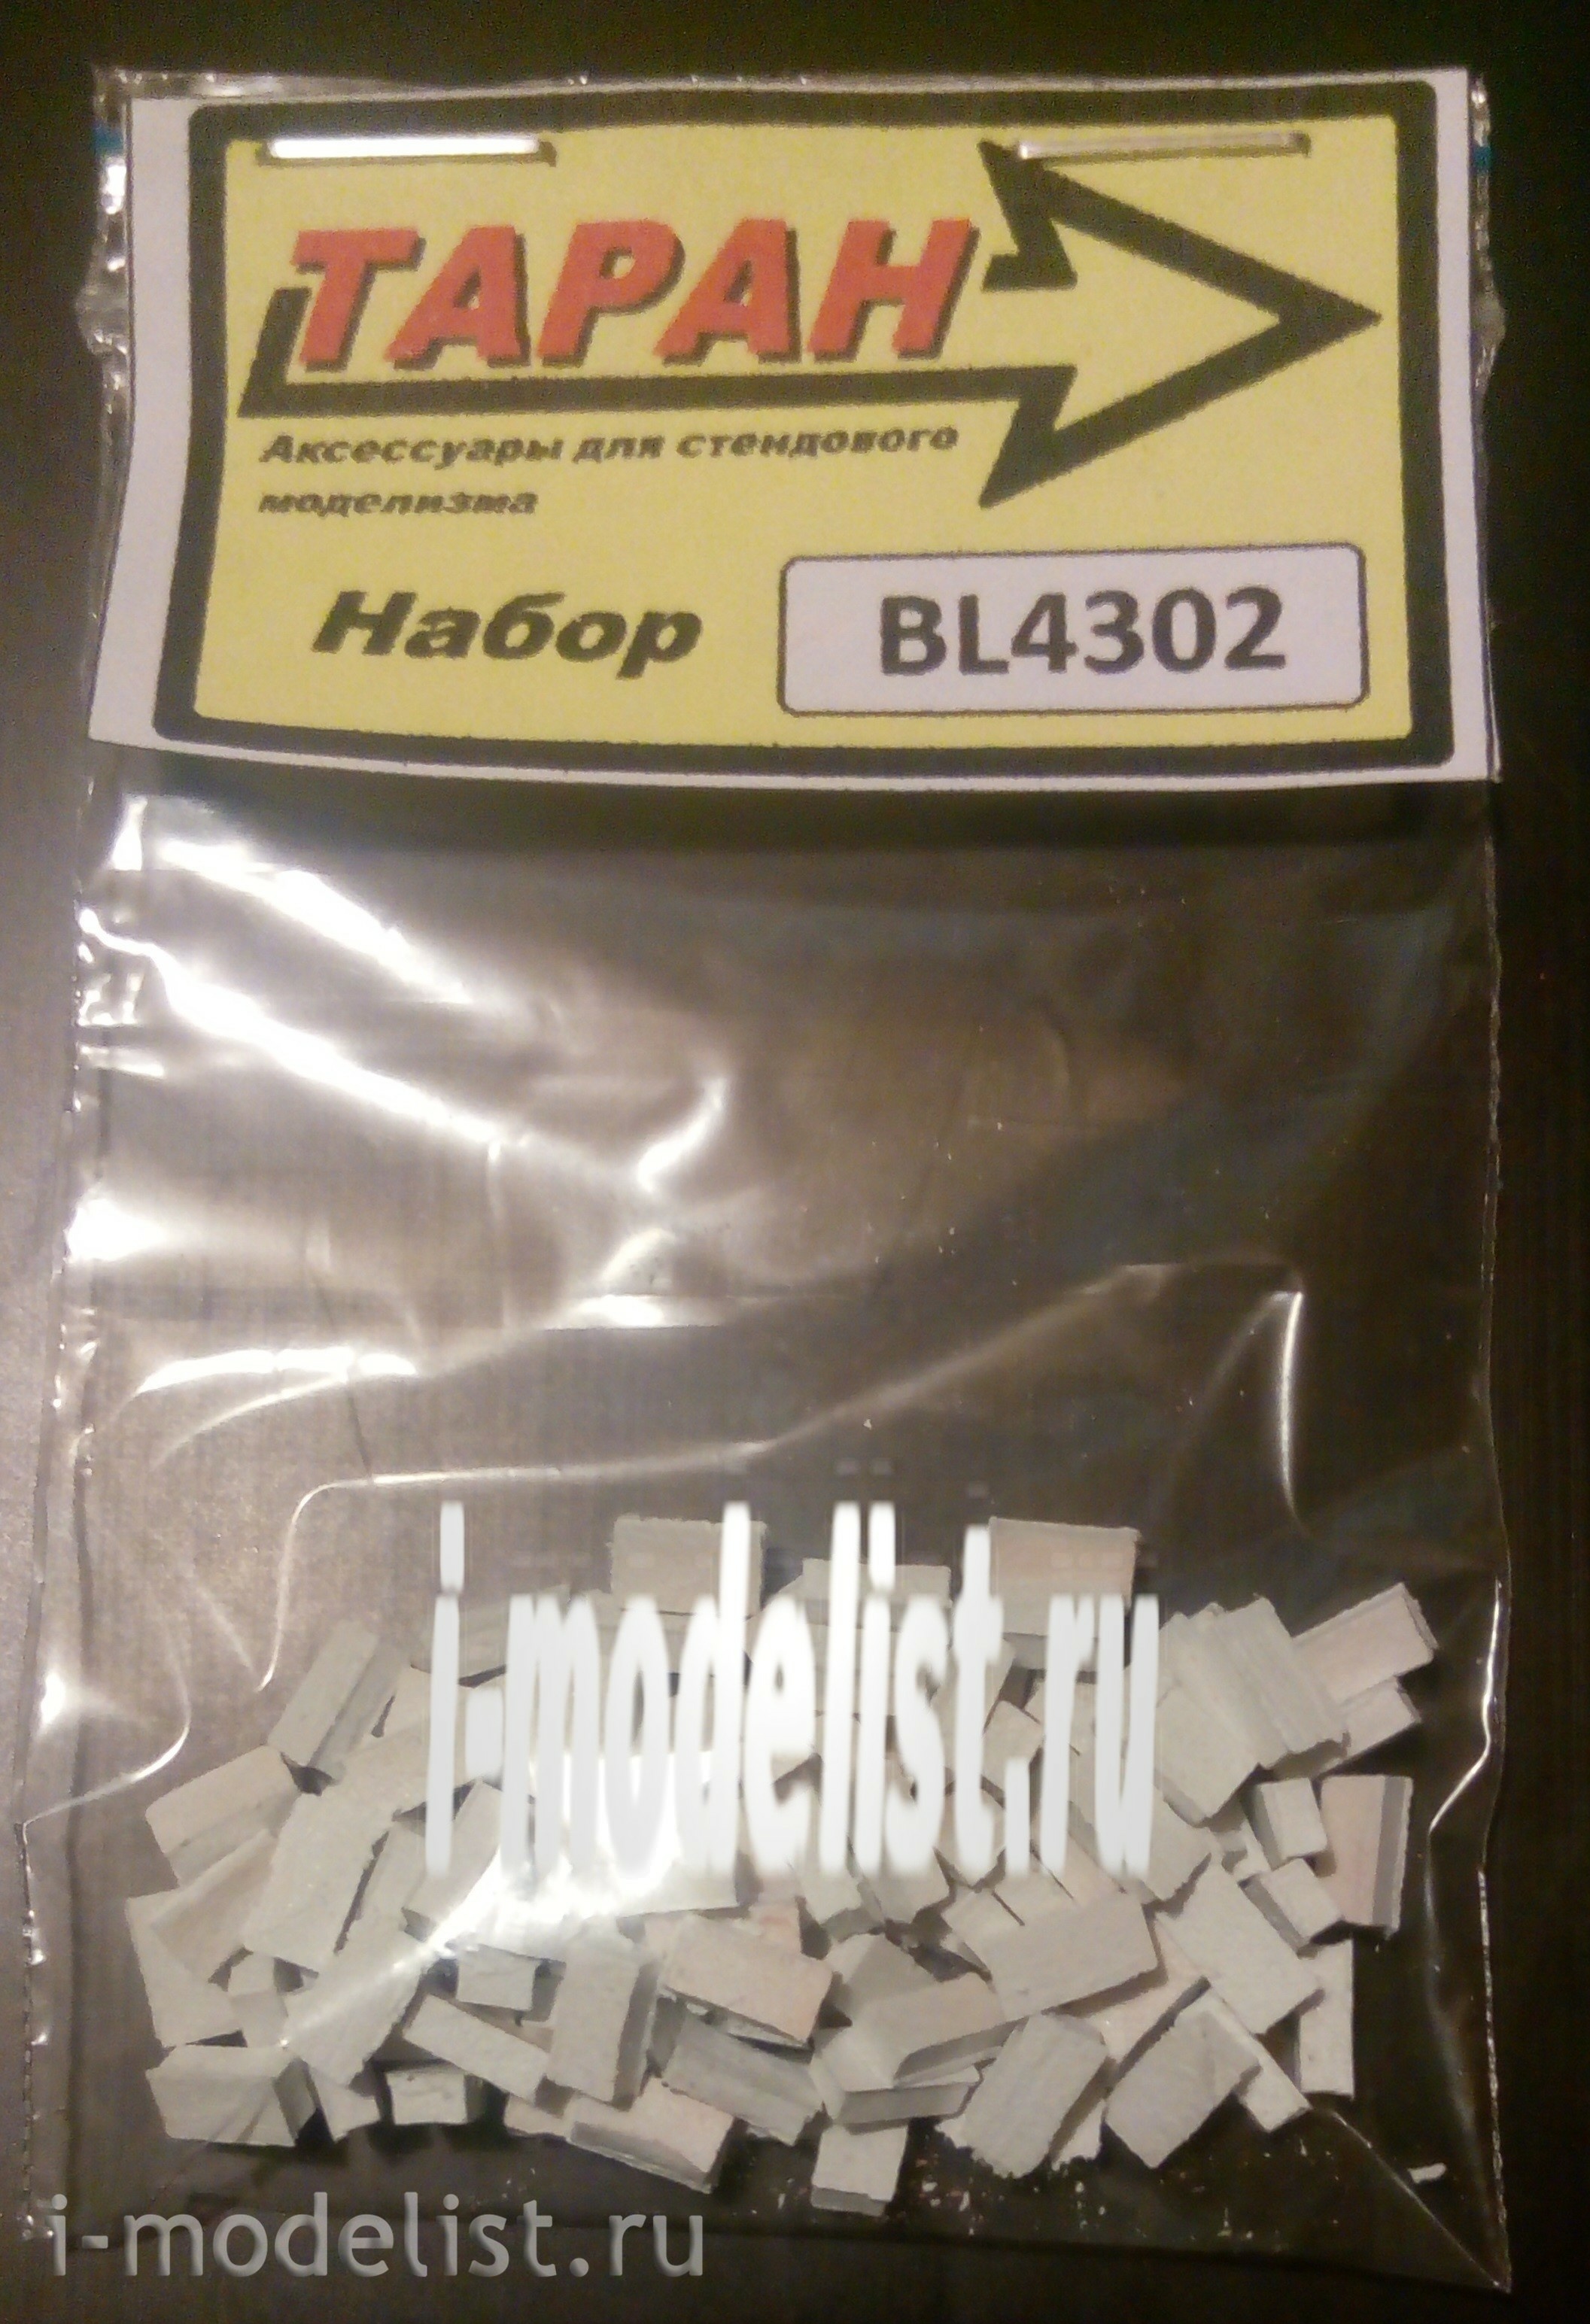 ТАРАН
Аксессуары для стендового
моделизма
Набор BL4302
i-modelist.ru
i-modelist.ru